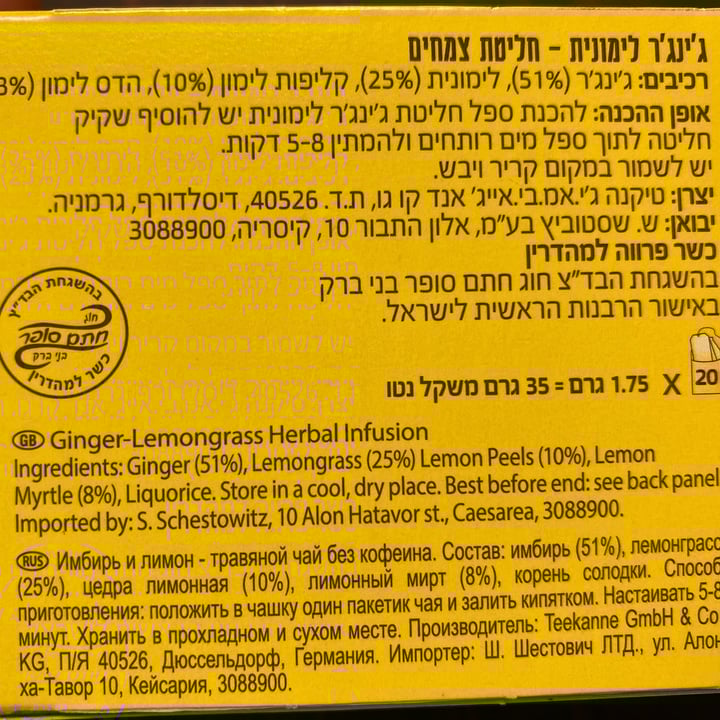 ג'ינג'ר לימונית – חליטת צמחים
רכיבים: ג'ינג'ר (51%), לימונית (25%), קליפות לימון (10%), הדס לימון (8%
אופן ההכנה: להכנת ספל חליטת ג'ינג'ר לימונית יש להוסיף שקיק
חליטה לתוך ספל מים רותחים ולהמתין 5-8 דקות.
יש לשמור במקום קריר ויבש.
יצרן: טיקנה ג'י.אמ.בי.אייג' אנד קו גו, ת.ד. 40526, דיסלדורף, גרמניה.
יבואן: ש. שסטוביץ בע"מ, אלון התבור 10, קיסריה, 3088900
כשר פרווה למהדרין
בהשגחת הבד"צ חוג חתם סופר בני ברק
באישור הרבנות הראשית לישראל.
בהשגחת הבד"ץ
חוג
חתם סופר
בני ברק
כשר למהדרין
20 X 1.75 גרם = 35 גרם משקל נטו
GB Ginger-Lemongrass Herbal Infusion
Ingredients: Ginger (51%), Lemongrass (25%) Lemon Peels (10%), Lemon
Myrtle (8%), Liquorice. Store in a cool, dry place. Best before end: see back panel
Imported by: S. Schestowitz, 10 Alon Hatavor st., Caesarea, 3088900.
RUS Имбирь и лимон - травяной чай без кофеина. Состав: имбирь (51%), лемонграсс
(25%), цедра лимонная (10%), лимонный мирт (8%), корень солодки. Способ
приготовления: положить в чашку один пакетик чая и залить кипятком. Настаивать 5-8
минут. Хранить в прохладном и сухом месте. Производитель: Teekanne GmbH & Co
KG, П/Я 40526, Дюссельдорф, Германия. Импортер: Ш. Шестович ЛТД., ул. Алон
ха-Тавор 10, Кейсария, 3088900.